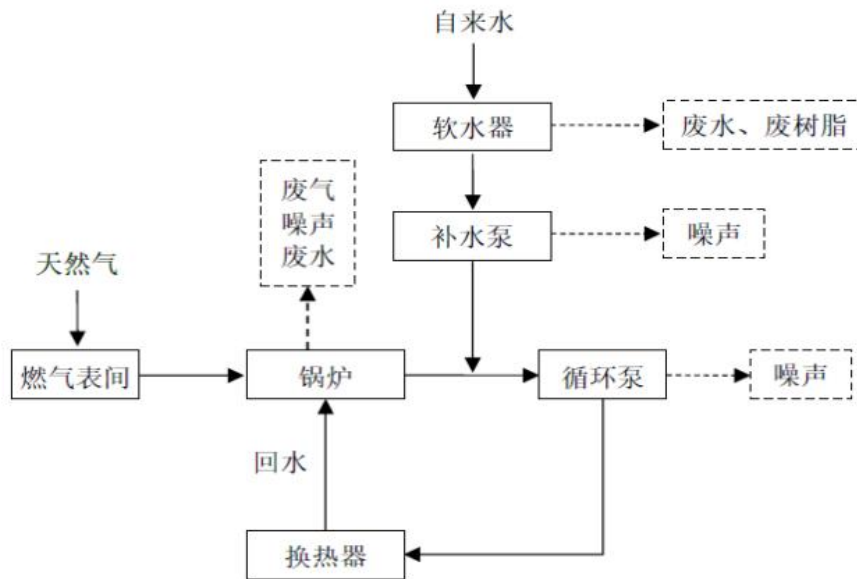 自来水
软水器
废水、废树脂
废气
噪声
废水
补水泵
噪声
天然气
燃气表间
锅炉
循环泵
噪声
回水
换热器